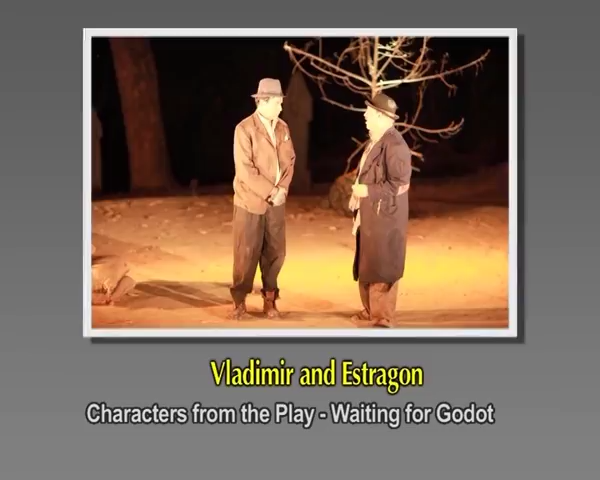 Vladimir and Estragon
Characters from the Play - Waiting for Godot